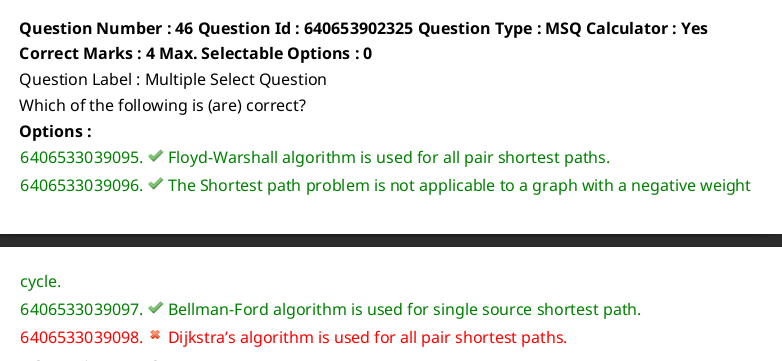 Question Number : 46 Question Id : 640653902325 Question Type : MSQ Calculator : Yes
Correct Marks : 4 Max. Selectable Options : 0
Question Label : Multiple Select Question
Which of the following is (are) correct?
Options :
6406533039095. ✔ Floyd-Warshall algorithm is used for all pair shortest paths.
6406533039096. ✔ The Shortest path problem is not applicable to a graph with a negative weight
cycle.
6406533039097. ✔ Bellman-Ford algorithm is used for single source shortest path.
6406533039098. ✖ Dijkstra's algorithm is used for all pair shortest paths.